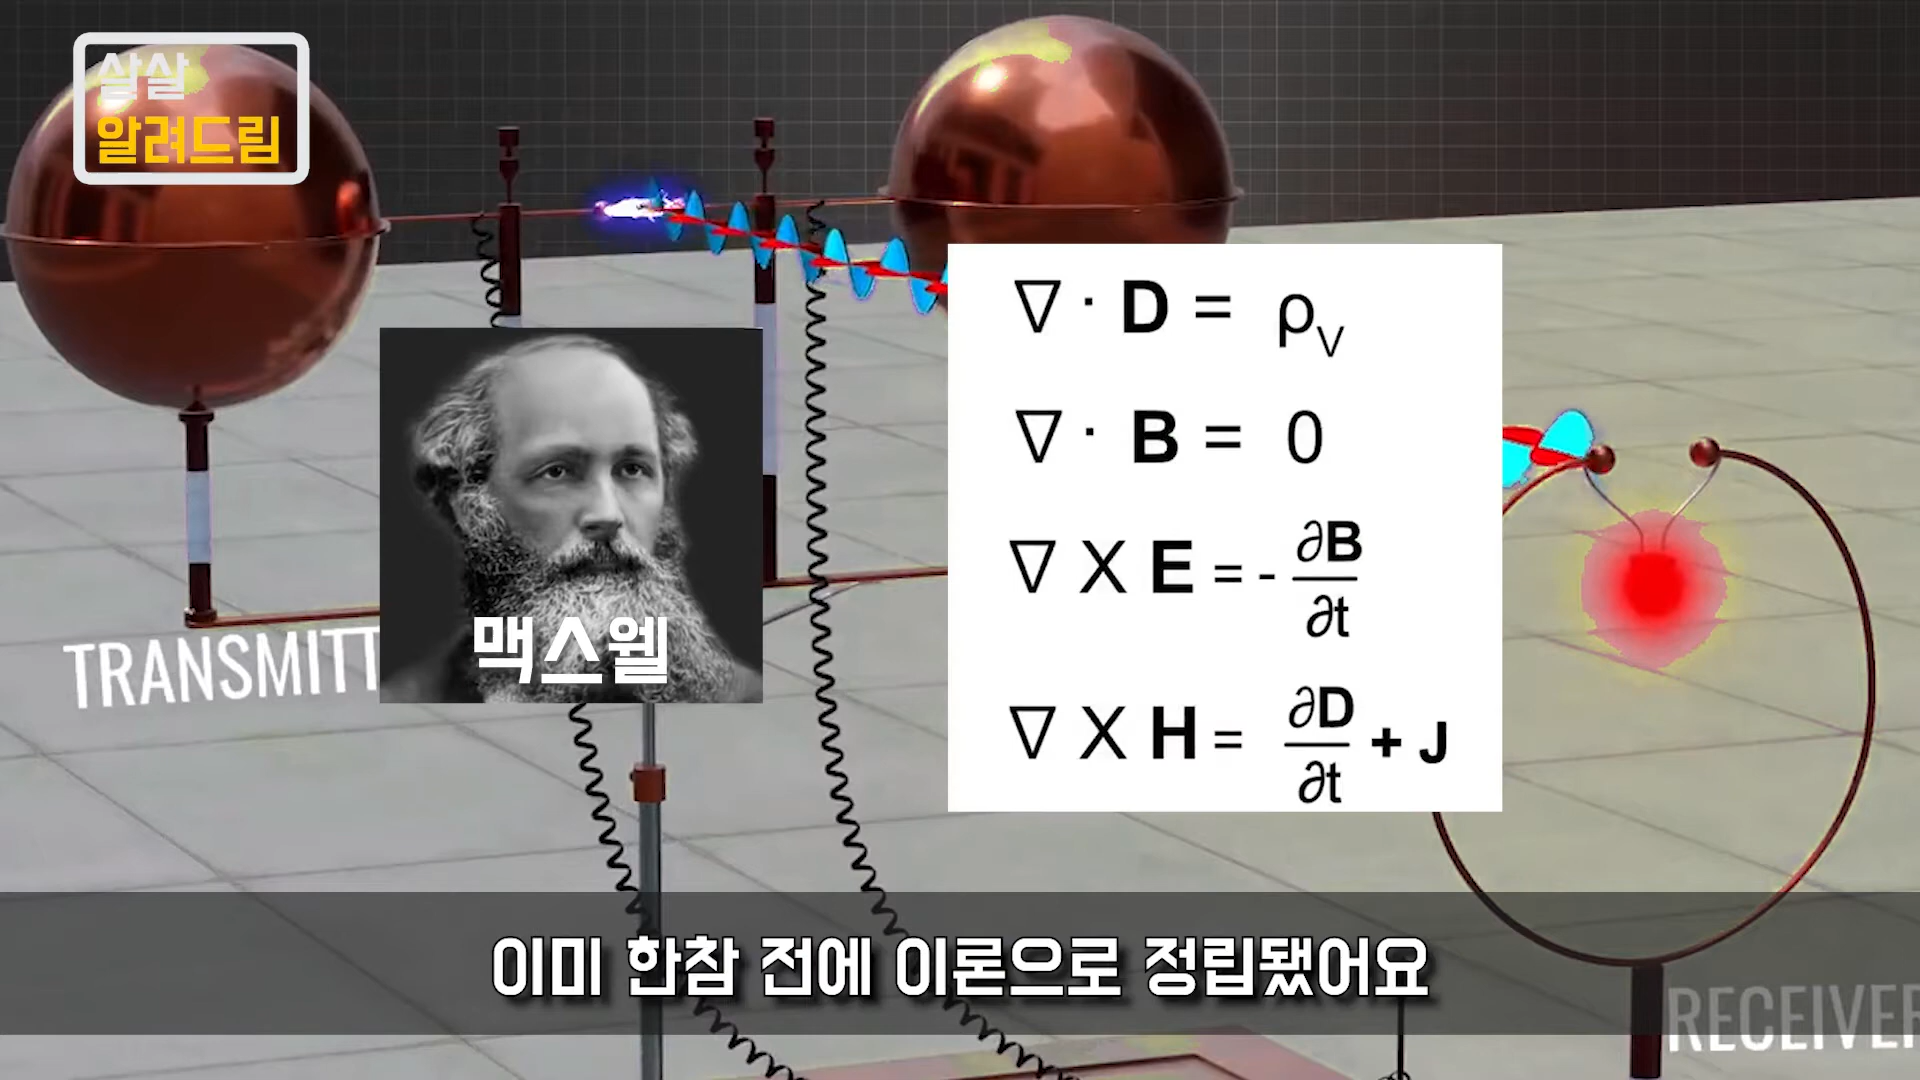 살살
알려드림
∇ · D = ρV
∇ · B = 0
∇ X E = - ∂B/∂t
∇ X H = ∂D/∂t + J
맥스웰
TRANSMITT
이미 한참 전에 이론으로 정립됐어요
RECEIVER